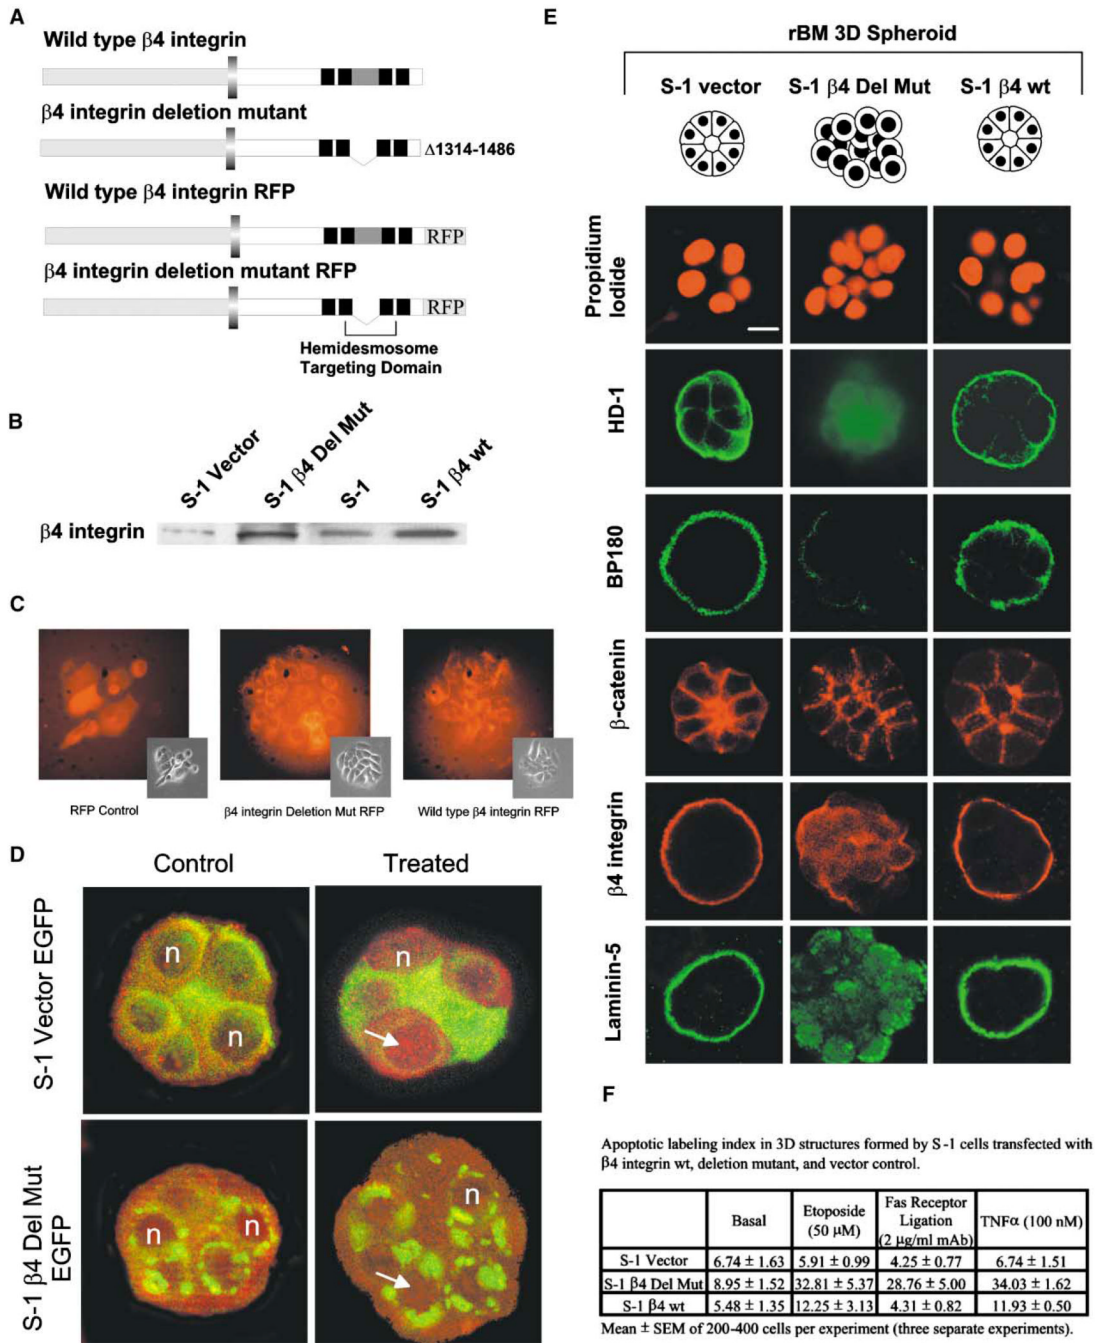 A
Wild type β4 integrin
β4 integrin deletion mutant
Δ1314-1486
Wild type β4 integrin RFP
RFP
β4 integrin deletion mutant RFP
RFP
Hemidesmosome
Targeting Domain
B
S-1 Vector
S-1 β4 Del Mut
S-1
S-1 β4 wt
β4 integrin
C
RFP Control
β4 integrin Deletion Mut RFP
Wild type β4 integrin RFP
D
Control
Treated
S-1 Vector EGFP
n
n
n
S-1 β4 Del Mut
EGFP
n
n
n
E
rBM 3D Spheroid
S-1 vector
S-1 β4 Del Mut
S-1 β4 wt
Propidium
Iodide
HD-1
BP180
β-catenin
β4 integrin
Laminin-5
F
Apoptotic labeling index in 3D structures formed by S-1 cells transfected with
β4 integrin wt, deletion mutant, and vector control.
Basal
Etoposide
(50 μM)
Fas Receptor
Ligation
(2 μg/ml mAb)
TNFα (100 nM)
S-1 Vector 6.74 ± 1.63 5.91 ± 0.99 4.25 ± 0.77 6.74 ± 1.51
S-1 β4 Del Mut 8.95 ± 1.52 32.81 ± 5.37 28.76 ± 5.00 34.03 ± 1.62
S-1 β4 wt 5.48 ± 1.35 12.25 ± 3.13 4.31 ± 0.82 11.93 ± 0.50
Mean ± SEM of 200-400 cells per experiment (three separate experiments).